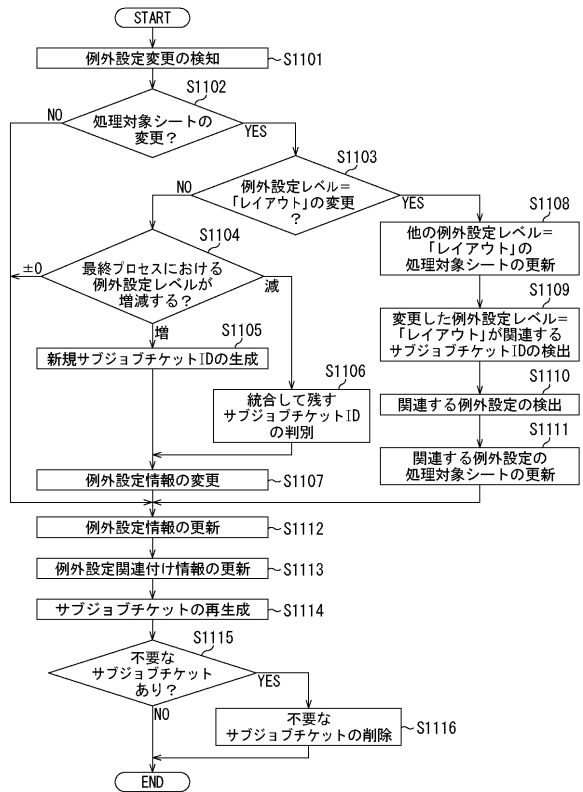 START
例外設定変更の検知
S1101
S1102
処理対象シートの
変更？
NO
YES
S1103
例外設定レベル＝
「レイアウト」の変更
？
NO
YES
S1104
最終プロセスにおける
例外設定レベルが
増減する？
±0
減
増
S1105
新規サブジョブチケットIDの生成
S1106
統合して残す
サブジョブチケットID
の判別
S1107
例外設定情報の変更
S1108
他の例外設定レベル＝
「レイアウト」の
処理対象シートの更新
S1109
変更した例外設定レベル＝
「レイアウト」が関連する
サブジョブチケットIDの検出
S1110
関連する例外設定の検出
S1111
関連する例外設定の
処理対象シートの更新
例外設定情報の更新
S1112
例外設定関連付け情報の更新
S1113
サブジョブチケットの再生成
S1114
S1115
不要な
サブジョブチケット
あり？
YES
NO
不要な
サブジョブチケットの削除
S1116
END